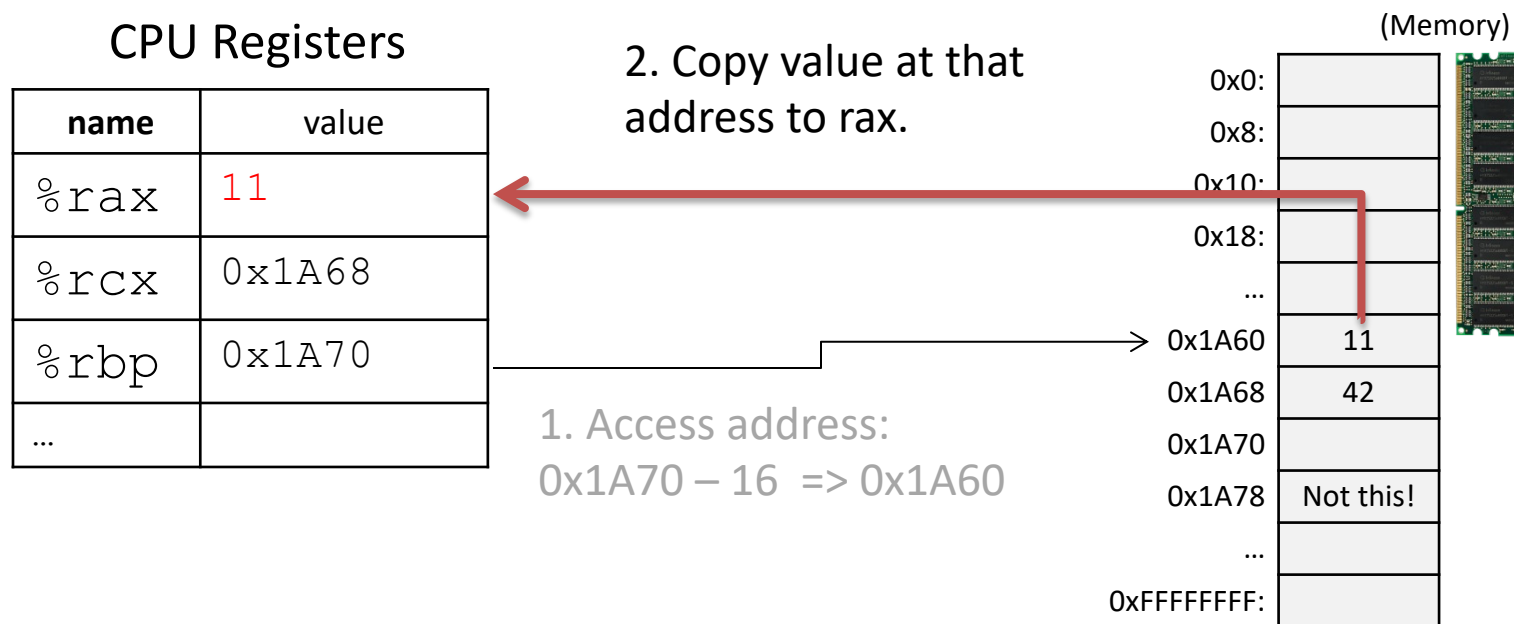 CPU Registers
name value
%rax 11
%rcx 0x1A68
%rbp 0x1A70
…
2. Copy value at that
address to rax.
1. Access address:
0x1A70 – 16 => 0x1A60
(Memory)
0x0:
0x8:
0x10:
0x18:
…
0x1A60 11
0x1A68 42
0x1A70
0x1A78 Not this!
…
0xFFFFFFFF: